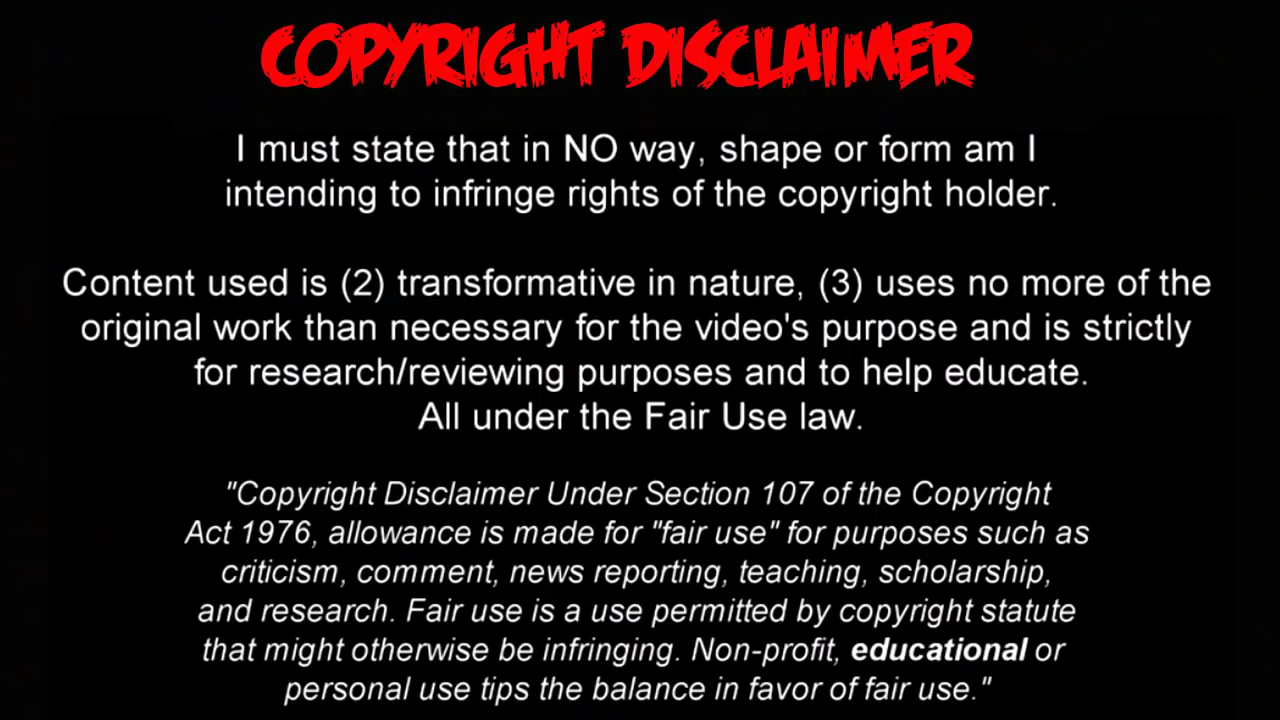 COPYRIGHT DISCLAIMER
I must state that in NO way, shape or form am I
intending to infringe rights of the copyright holder.
Content used is (2) transformative in nature, (3) uses no more of the
original work than necessary for the video's purpose and is strictly
for research/reviewing purposes and to help educate.
All under the Fair Use law.
"Copyright Disclaimer Under Section 107 of the Copyright
Act 1976, allowance is made for "fair use" for purposes such as
criticism, comment, news reporting, teaching, scholarship,
and research. Fair use is a use permitted by copyright statute
that might otherwise be infringing. Non-profit, educational or
personal use tips the balance in favor of fair use."